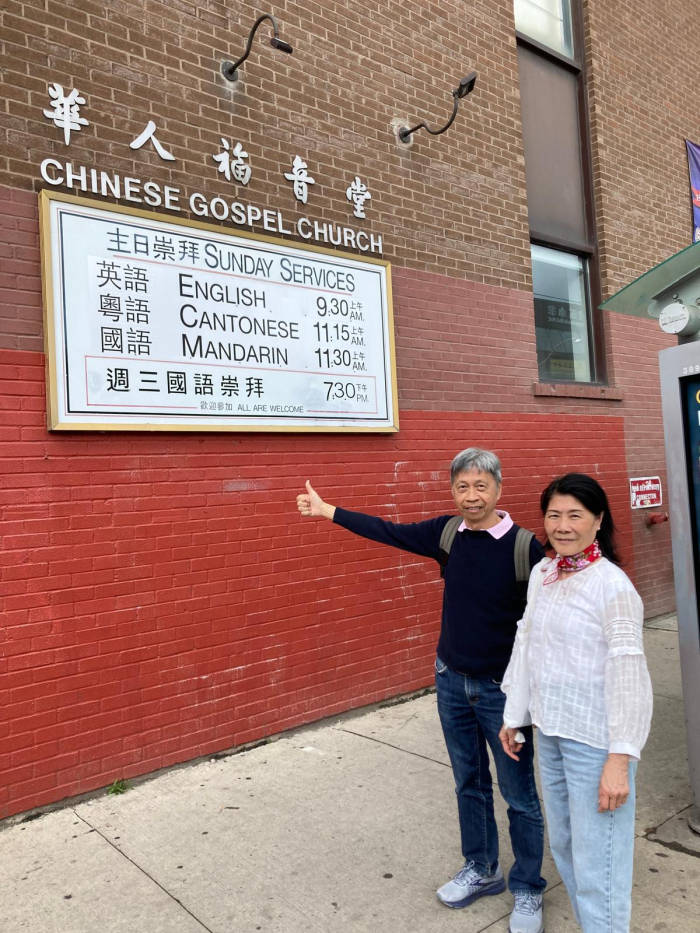 華人福音堂
CHINESE GOSPEL CHURCH
主日崇拜 SUNDAY SERVICES
英語 ENGLISH 9.30 上午 AM.
粵語 CANTONESE 11.15 上午 AM.
國語 MANDARIN 11.30 上午 AM.
週三國語崇拜 7.30 下午 PM.
歡迎參加 ALL ARE WELCOME
CONNECTION